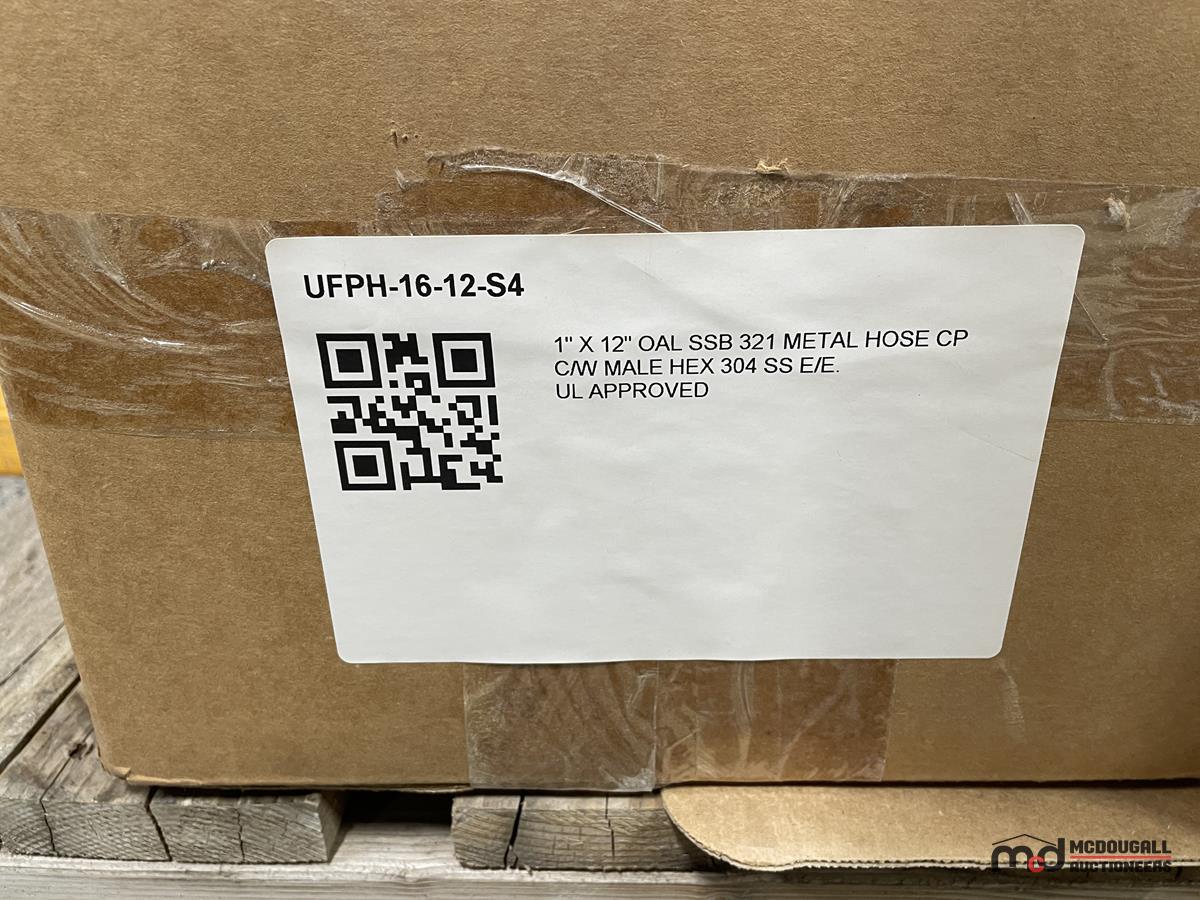 UFPH-16-12-S4
1" X 12" OAL SSB 321 METAL HOSE CP
C/W MALE HEX 304 SS E/E.
UL APPROVED
mcd MCDOUGALL
AUCTIONEERS